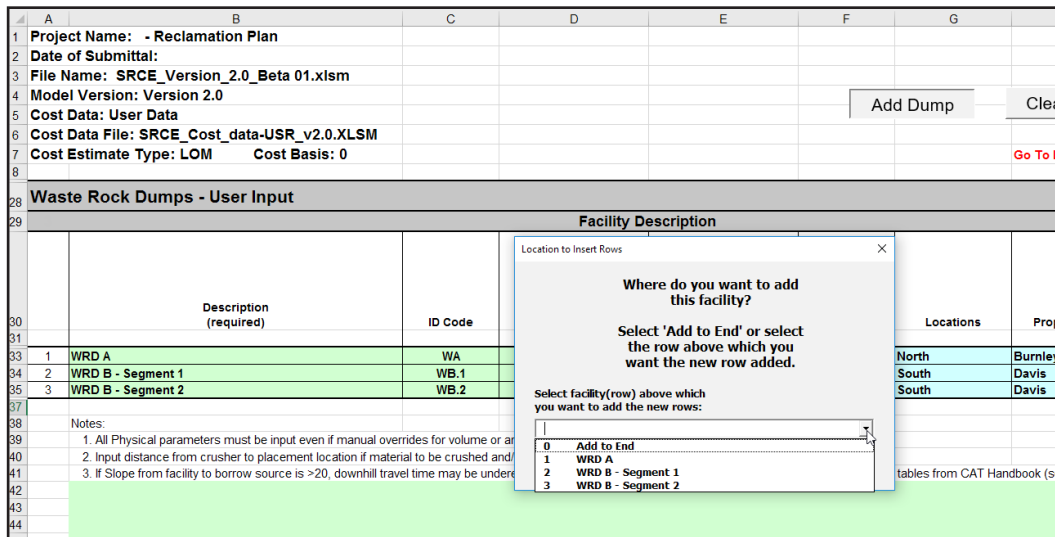 A B C D E F G
1 Project Name: - Reclamation Plan
2 Date of Submittal:
3 File Name: SRCE_Version_2.0_Beta 01.xlsm
4 Model Version: Version 2.0
Add Dump Clea
5 Cost Data: User Data
6 Cost Data File: SRCE_Cost_data-USR_v2.0.XLSM
7 Cost Estimate Type: LOM Cost Basis: 0 Go To
8
28 Waste Rock Dumps - User Input
29 Facility Description
30 Description
(required) ID Code Locations Prop
31
33 1 WRD A WA North Burnley
34 2 WRD B - Segment 1 WB.1 South Davis
35 3 WRD B - Segment 2 WB.2 South Davis
37
38 Notes:
39 1. All Physical parameters must be input even if manual overrides for volume or ar
40 2. Input distance from crusher to placement location if material to be crushed and/
41 3. If Slope from facility to borrow source is >20, downhill travel time may be undere tables from CAT Handbook (s
42
43
44
Location to Insert Rows
Where do you want to add
this facility?
Select 'Add to End' or select
the row above which you
want the new row added.
Select facility(row) above which
you want to add the new rows:
0 Add to End
1 WRD A
2 WRD B - Segment 1
3 WRD B - Segment 2